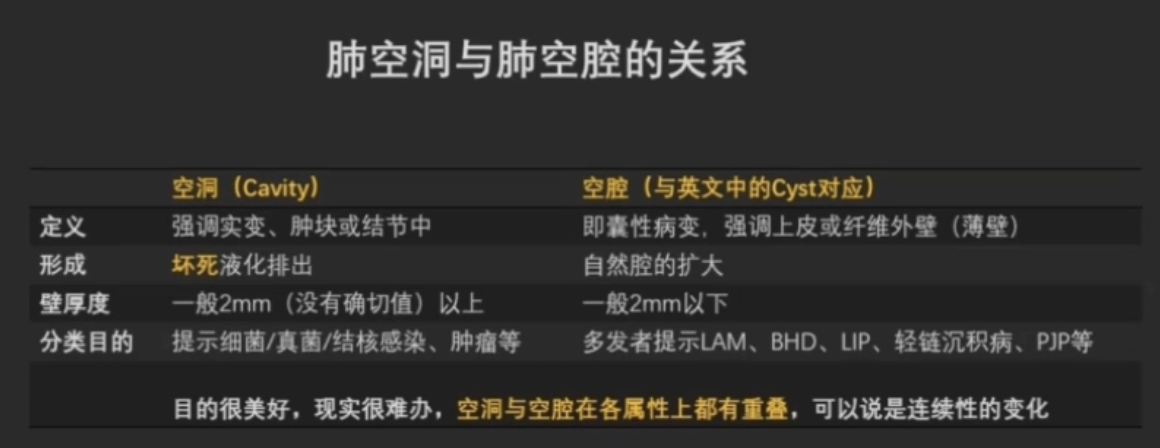 肺空洞与肺空腔的关系
空洞（Cavity） 空腔（与英文中的Cyst对应）
定义 强调实变、肿块或结节中 即囊性病变，强调上皮或纤维外壁（薄壁）
形成 坏死液化排出 自然腔的扩大
壁厚度 一般2mm（没有确切值）以上 一般2mm以下
分类目的 提示细菌/真菌/结核感染、肿瘤等 多发者提示LAM、BHD、LIP、轻链沉积病、PJP等
目的很美好，现实很难办，空洞与空腔在各属性上都有重叠，可以说是连续性的变化